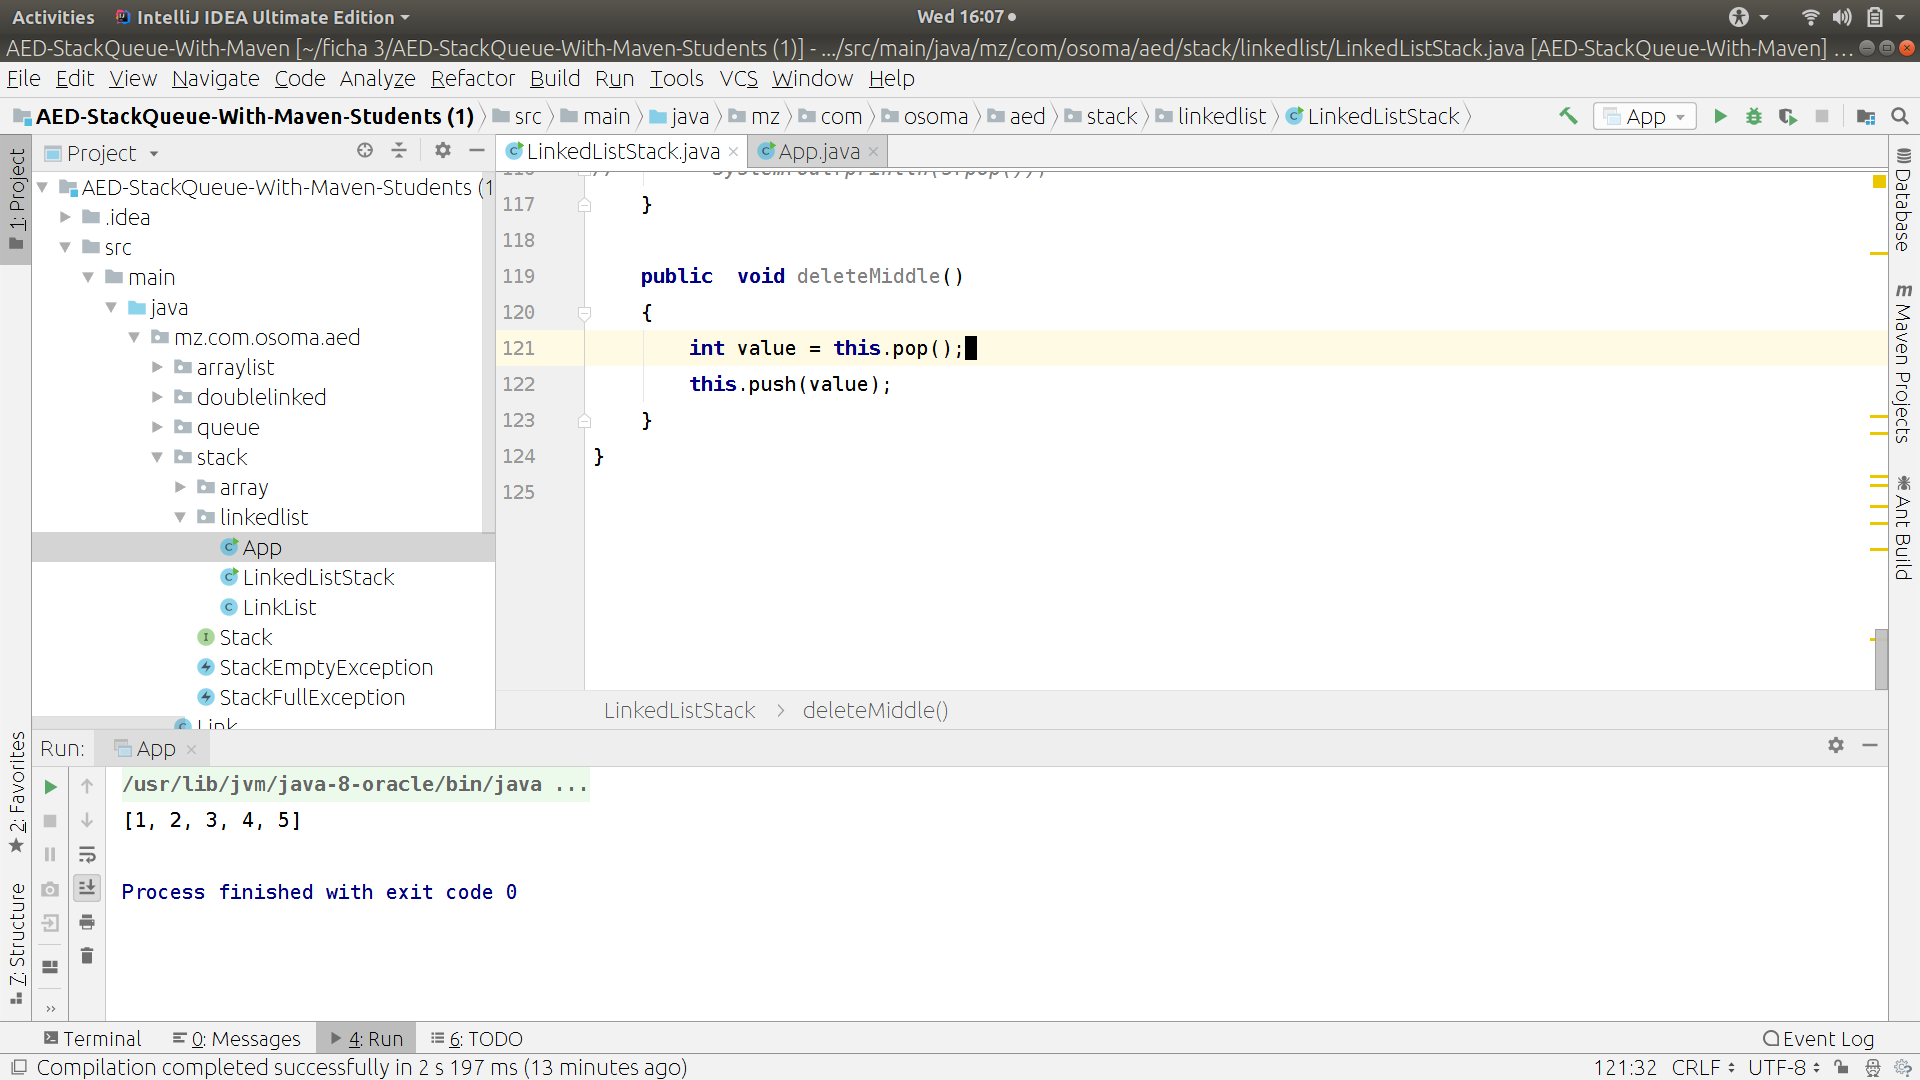 Activities
IntelliJ IDEA Ultimate Edition
Wed 16:07
AED-StackQueue-With-Maven [~/ficha 3/AED-StackQueue-With-Maven-Students (1)] - .../src/main/java/mz/com/osoma/aed/stack/linkedlist/LinkedListStack.java [AED-StackQueue-With-Maven] ...
File Edit View Navigate Code Analyze Refactor Build Run Tools VCS Window Help
AED-StackQueue-With-Maven-Students (1) src main java mz com osoma aed stack linkedlist LinkedListStack
App
1: Project
Project
LinkedListStack.java
App.java
AED-StackQueue-With-Maven-Students (1
.idea
src
main
java
mz.com.osoma.aed
arraylist
doublelinked
queue
stack
array
linkedlist
App
LinkedListStack
LinkList
Stack
StackEmptyException
StackFullException
Link
117 }
118
119 public  void deleteMiddle()
120 {
121 int value = this.pop();
122 this.push(value);
123 }
124 }
125
LinkedListStack > deleteMiddle()
Database
Maven Projects
Ant Build
2: Favorites
7: Structure
Run: App
/usr/lib/jvm/java-8-oracle/bin/java ...
[1, 2, 3, 4, 5]
Process finished with exit code 0
Terminal
0: Messages
4: Run
6: TODO
Event Log
Compilation completed successfully in 2 s 197 ms (13 minutes ago)
121:32 CRLF UTF-8